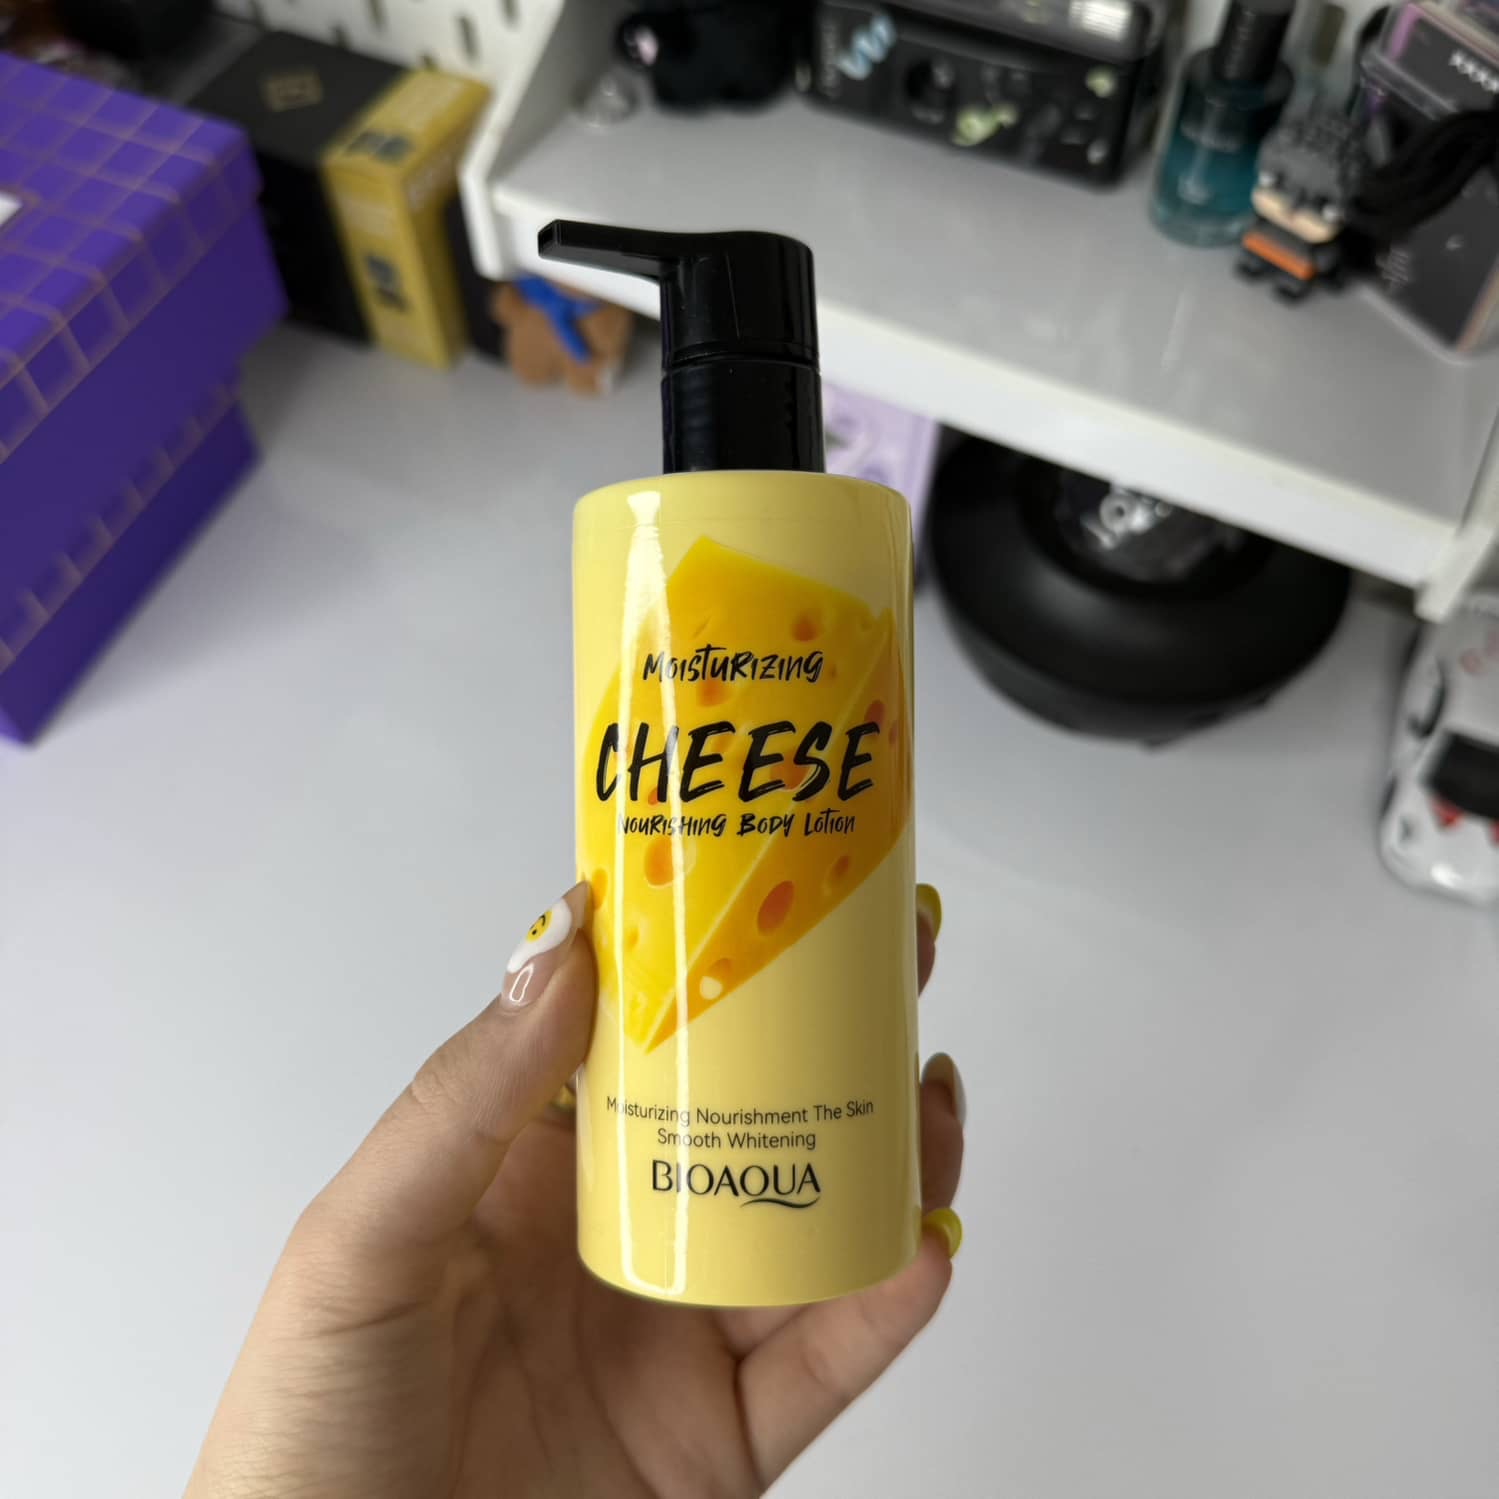 Moisturizing
CHEESE
Nourishing Body Lotion
Moisturizing Nourishment The Skin
Smooth Whitening
BIOAQUA